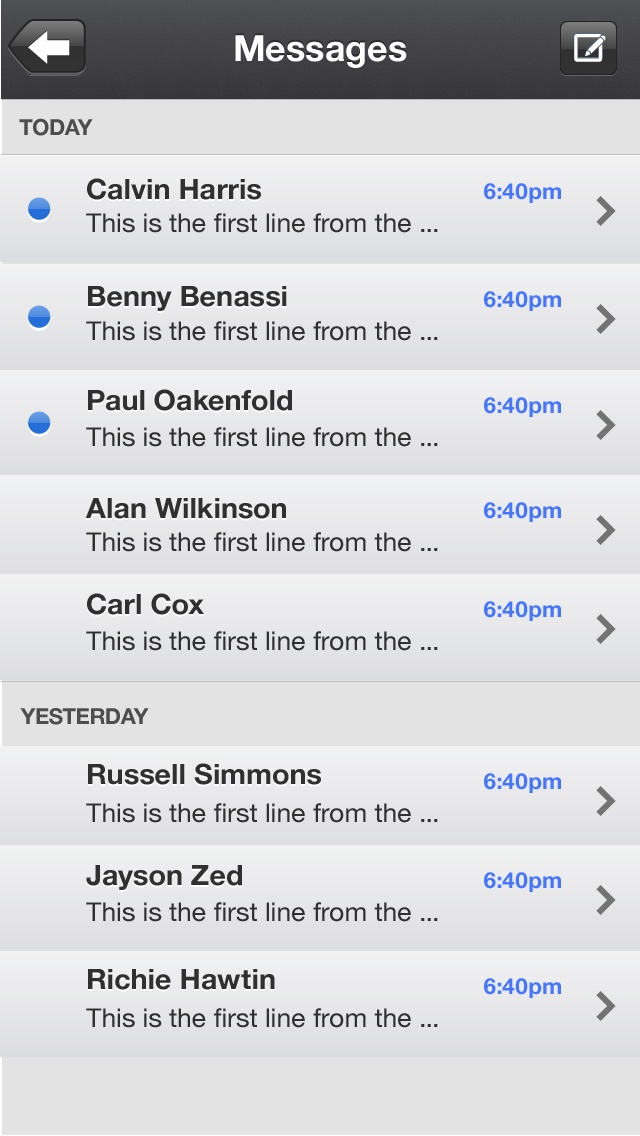 Messages
TODAY
Calvin Harris 6:40pm
This is the first line from the ...
Benny Benassi 6:40pm
This is the first line from the ...
Paul Oakenfold 6:40pm
This is the first line from the ...
Alan Wilkinson 6:40pm
This is the first line from the ...
Carl Cox 6:40pm
This is the first line from the ...
YESTERDAY
Russell Simmons 6:40pm
This is the first line from the ...
Jayson Zed 6:40pm
This is the first line from the ...
Richie Hawtin 6:40pm
This is the first line from the ...